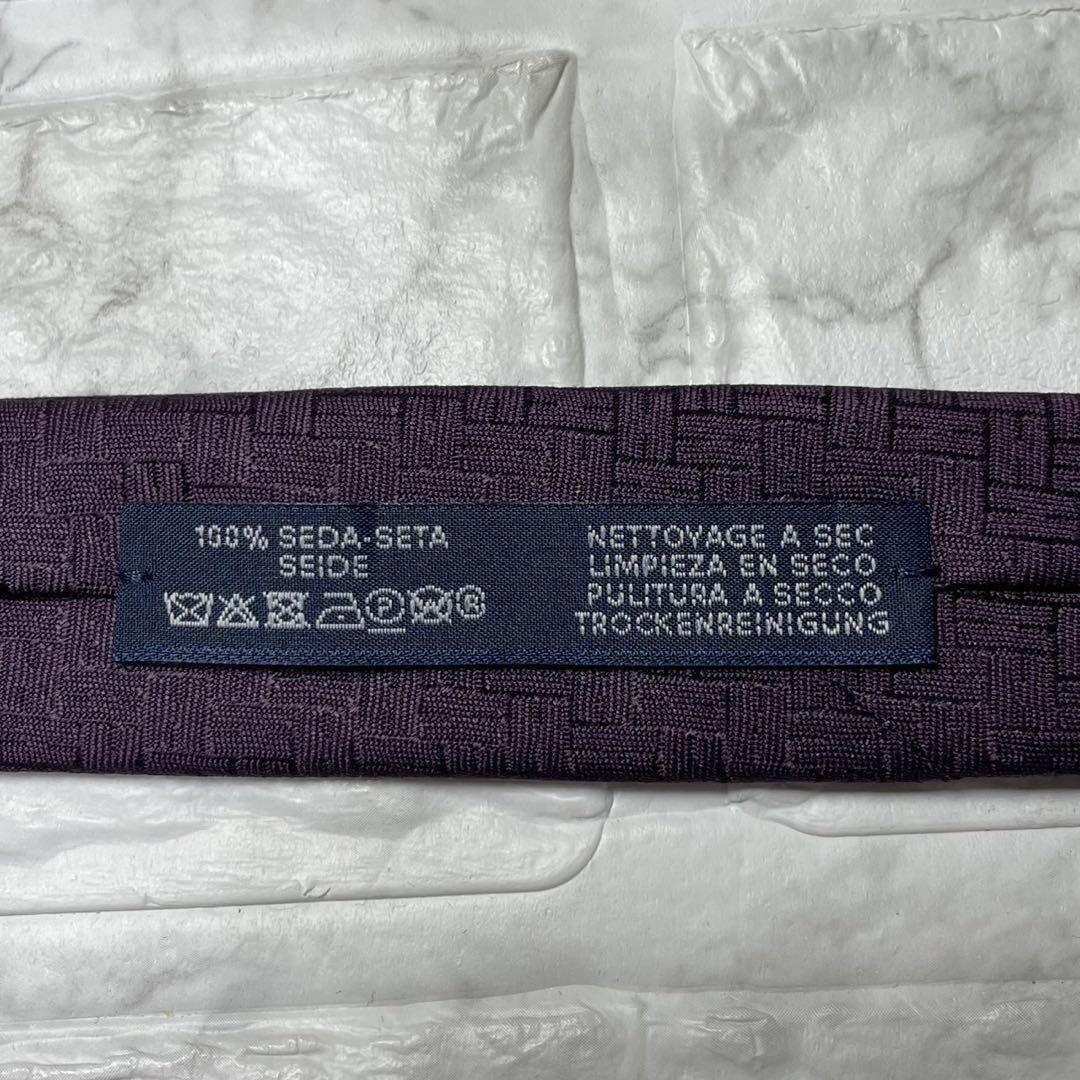 100% SEDA-SETA
SEIDE
P W R
NETTOYAGE A SEC
LIMPIEZA EN SECO
PULITURA A SECCO
TROCKENREINIGUNG